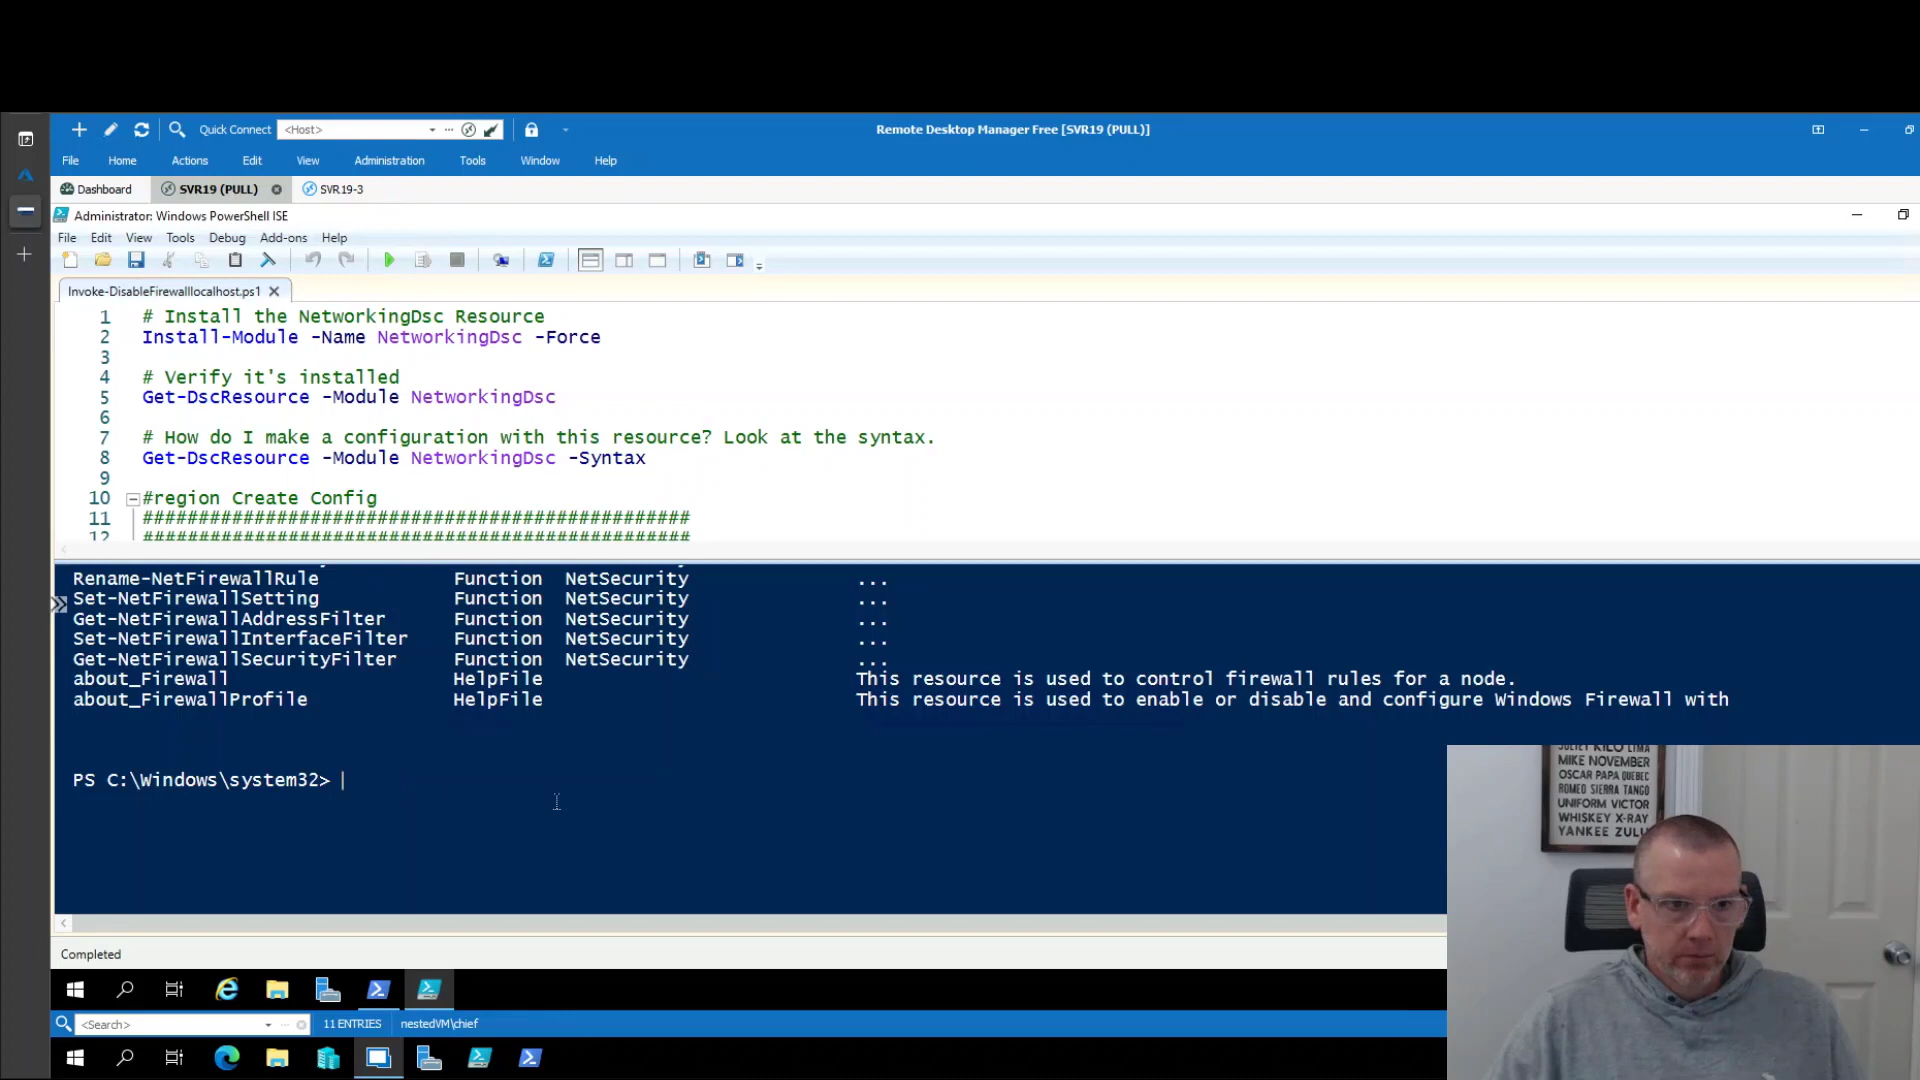 Quick Connect <Host> Remote Desktop Manager Free [SVR19 (PULL)]
File Home Actions Edit View Administration Tools Window Help
Dashboard SVR19 (PULL) SVR19-3
Administrator: Windows PowerShell ISE
File Edit View Tools Debug Add-ons Help
Invoke-DisableFirewalllocalhost.ps1
1 # Install the NetworkingDsc Resource
2 Install-Module -Name NetworkingDsc -Force
3
4 # Verify it's installed
5 Get-DscResource -Module NetworkingDsc
6
7 # How do I make a configuration with this resource? Look at the syntax.
8 Get-DscResource -Module NetworkingDsc -Syntax
9
10 #region Create Config
11 #################################################
12 #################################################
Rename-NetFirewallRule Function NetSecurity ...
Set-NetFirewallSetting Function NetSecurity ...
Get-NetFirewallAddressFilter Function NetSecurity ...
Set-NetFirewallInterfaceFilter Function NetSecurity ...
Get-NetFirewallSecurityFilter Function NetSecurity ...
about_Firewall HelpFile This resource is used to control firewall rules for a node.
about_FirewallProfile HelpFile This resource is used to enable or disable and configure Windows Firewall with
PS C:\Windows\system32>
JULIET KILO LIMA
MIKE NOVEMBER
OSCAR PAPA QUEBEC
ROMEO SIERRA TANGO
UNIFORM VICTOR
WHISKEY X-RAY
YANKEE ZULU
Completed
<Search> 11 ENTRIES nestedVM\chief